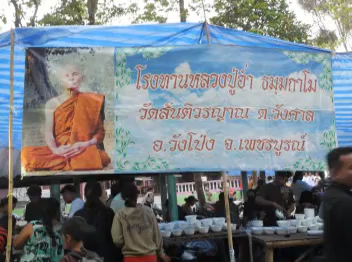 โรงทานหลวงปู่อ่ำ ธมฺมกาโม
วัดสันติวรญาณ ต.วังศาล
อ.วังโป่ง จ.เพชรบูรณ์